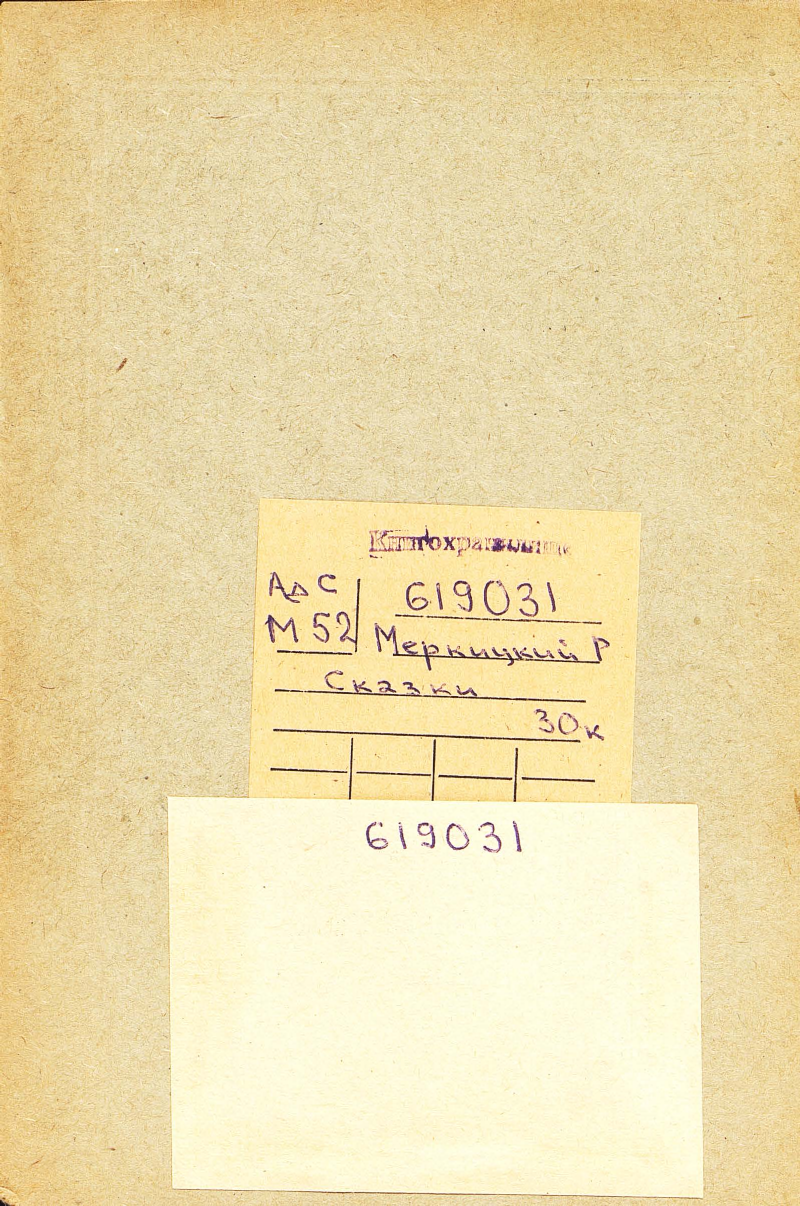 Книгохранилище
АдС
619031
М 52
Меркицкий Р
Сказки
30к
619031